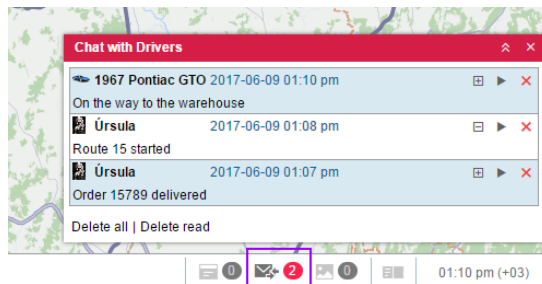 Chat with Drivers
1967 Pontiac GTO 2017-06-09 01:10 pm
On the way to the warehouse
Úrsula 2017-06-09 01:08 pm
Route 15 started
Úrsula 2017-06-09 01:07 pm
Order 15789 delivered
Delete all | Delete read
0 2 0 01:10 pm (+03)